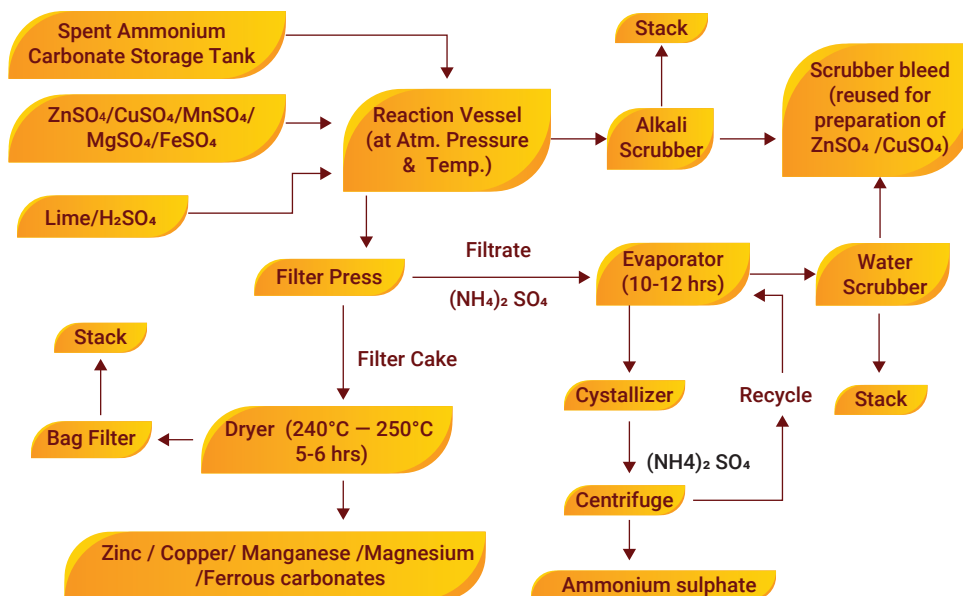 Spent Ammonium
Carbonate Storage Tank
Stack
ZnSO₄/CuSO₄/MnSO₄/
MgSO₄/FeSO₄
Reaction Vessel
(at Atm. Pressure
& Temp.)
Alkali
Scrubber
Scrubber bleed
(reused for
preparation of
ZnSO₄ /CuSO₄)
Lime/H₂SO₄
Filter Press
Filtrate
(NH₄)₂ SO₄
Evaporator
(10-12 hrs)
Water
Scrubber
Stack
Filter Cake
Cystallizer
Recycle
Stack
Bag Filter
Dryer (240°C — 250°C
5-6 hrs)
(NH4)₂ SO₄
Centrifuge
Zinc / Copper/ Manganese /Magnesium
/Ferrous carbonates
Ammonium sulphate